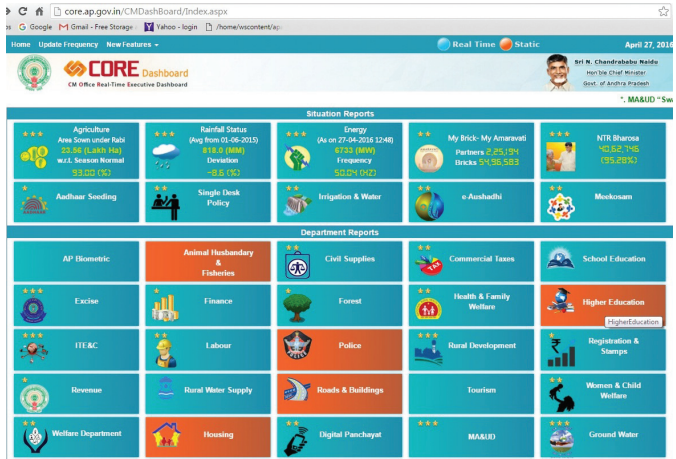 core.ap.gov.in/CMDashBoard/Index.aspx
Google Gmail - Free Storage Yahoo - login /home/wscontent/ap
Home Update Frequency New Features Real Time Static April 27, 2016
CORE Dashboard
CM Office Real-Time Executive Dashboard
Sri N. Chandrababu Naidu
Hon'ble Chief Minister
Govt. of Andhra Pradesh
*. MA&UD "Swa
Situation Reports
Agriculture
Area Sown under Rabi
23.56 (Lakh Ha)
w.r.t. Season Normal
93.00 (%)
Rainfall Status
(Avg from 01-06-2015)
818.0 (MM)
Deviation
-8.6 (%)
Energy
(As on 27-04-2016 12:48)
6733 (MW)
Frequency
50.04 (HZ)
My Brick- My Amaravati
Partners 2,25,194
Bricks 54,96,583
NTR Bharosa
40,62,746
(95.28%)
Aadhaar Seeding
Single Desk
Policy
Irrigation & Water
e-Aushadhi
Meekosam
Department Reports
AP Biometric
Animal Husbandary
&
Fisheries
Civil Supplies
Commercial Taxes
School Education
Excise
Finance
Forest
Health & Family
Welfare
Higher Education
HigherEducation
ITE&C
Labour
Police
Rural Development
Registration &
Stamps
Revenue
Rural Water Supply
Roads & Buildings
Tourism
Women & Child
Welfare
Welfare Department
Housing
Digital Panchayat
MA&UD
Ground Water